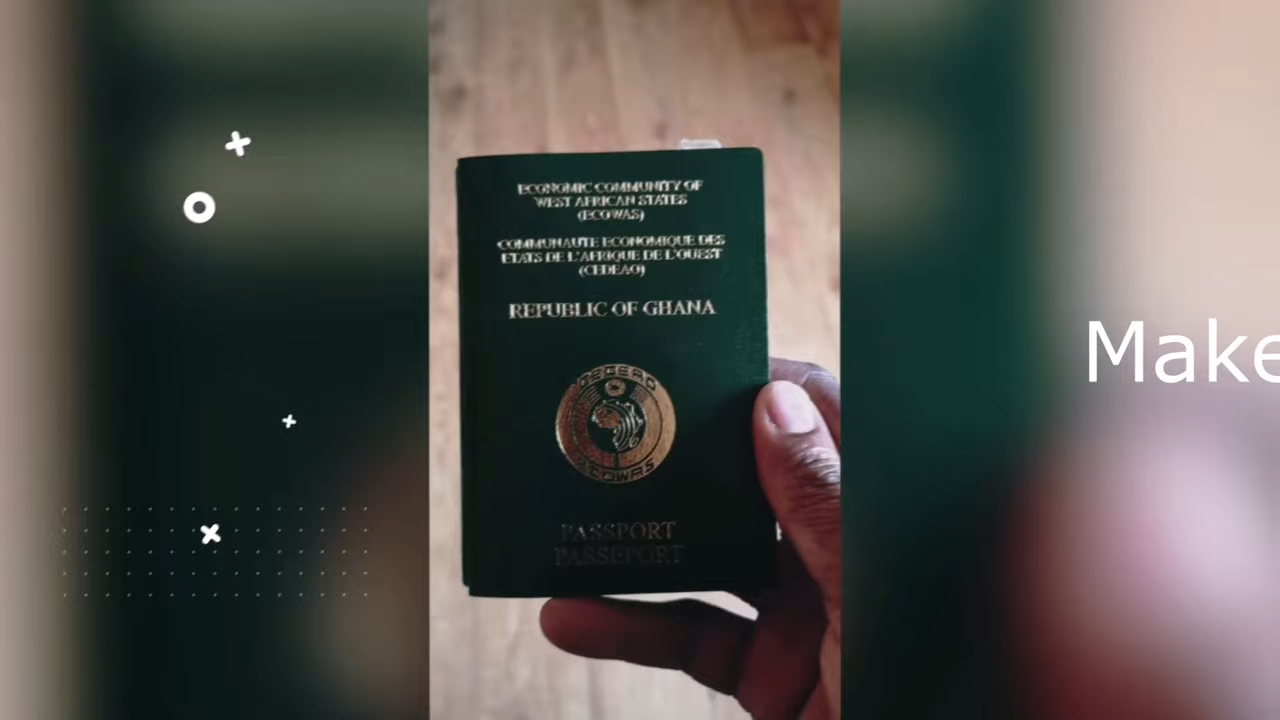 ECONOMIC COMMUNITY OF
WEST AFRICAN STATES
(ECOWAS)
COMMUNAUTE ECONOMIQUE DES
ETATS DE L'AFRIQUE DE L'OUEST
(CEDEAO)
REPUBLIC OF GHANA
CEDEAO
ECOWAS
PASSPORT
PASSEPORT
Make